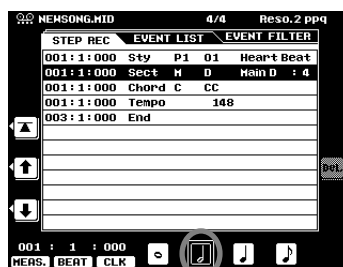 NEWSONG.MID 4/4 Reso.2 ppq
STEP REC EVENT LIST EVENT FILTER
001:1:000 Sty P1 01 Heart Beat
001:1:000 Sect M D Main D : 4
001:1:000 Chord C CC
001:1:000 Tempo 148
003:1:000 End
DEL.
001 : 1 : 000
MEAS. BEAT CLK